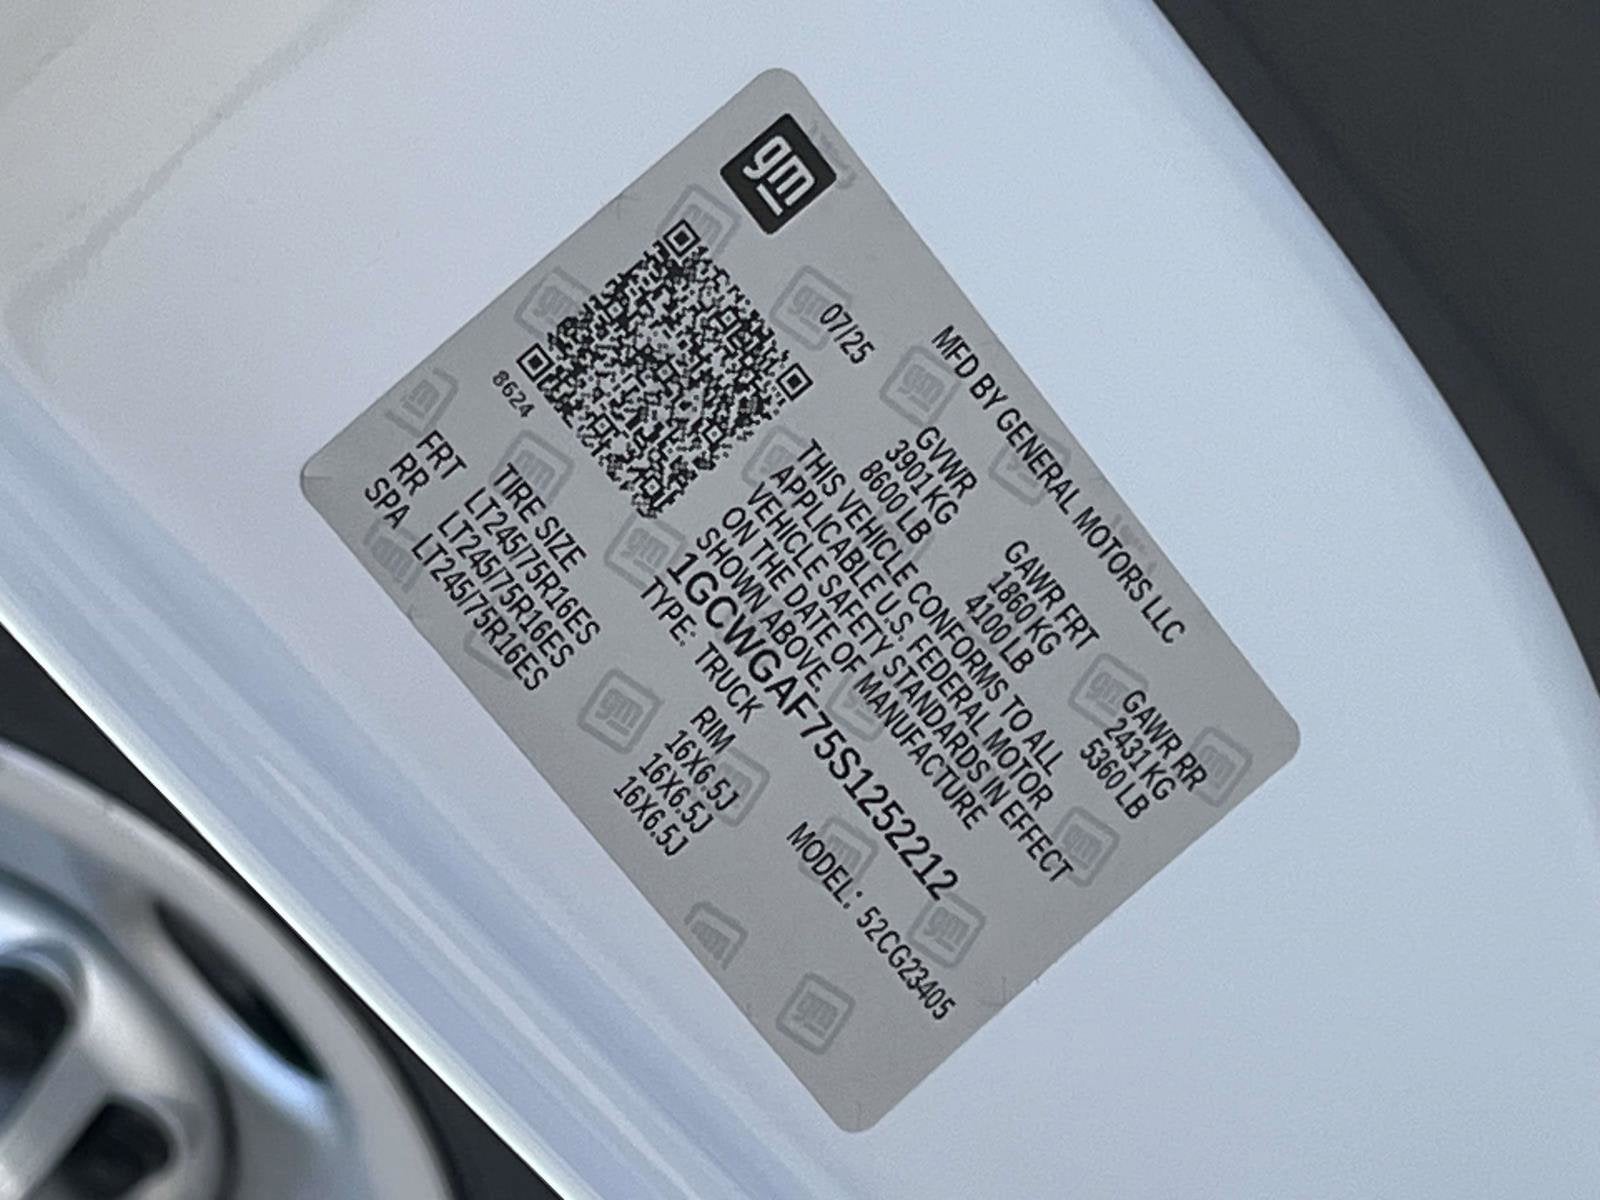 gm
07/25
MFD BY GENERAL MOTORS LLC
GVWR GAWR FRT GAWR RR
3901 KG 1860 KG 2431 KG
8600 LB 4100 LB 5360 LB
THIS VEHICLE CONFORMS TO ALL
APPLICABLE U.S. FEDERAL MOTOR
VEHICLE SAFETY STANDARDS IN EFFECT
ON THE DATE OF MANUFACTURE
SHOWN ABOVE.
1GCWGAF75S1252212
TYPE: TRUCK MODEL: 52CG23405
8624
TIRE SIZE RIM
FRT LT245/75R16ES 16X6.5J
RR LT245/75R16ES 16X6.5J
SPA LT245/75R16ES 16X6.5J